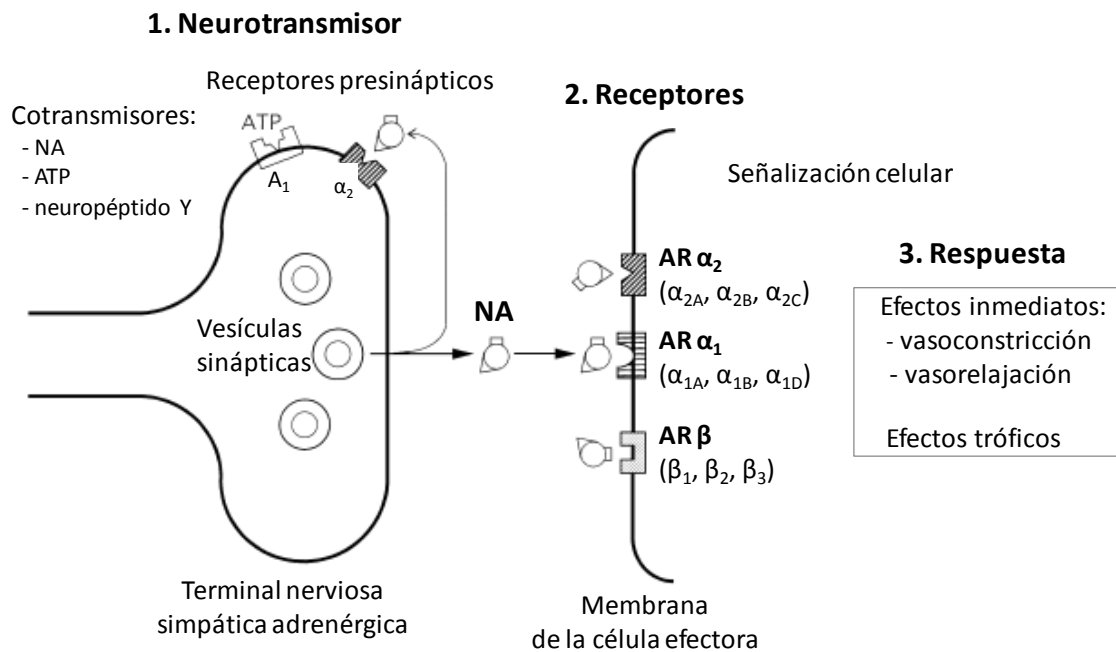 1. Neurotransmisor
Receptores presinápticos
Cotransmisores:
- NA
- ATP
- neuropéptido Y
ATP
A₁
α₂
Vesículas
sinápticas
NA
Terminal nerviosa
simpática adrenérgica
2. Receptores
Señalización celular
AR α₂
(α₂A, α₂B, α₂C)
AR α₁
(α₁A, α₁B, α₁D)
AR β
(β₁, β₂, β₃)
Membrana
de la célula efectora
3. Respuesta
Efectos inmediatos:
- vasoconstricción
- vasorelajación
Efectos tróficos